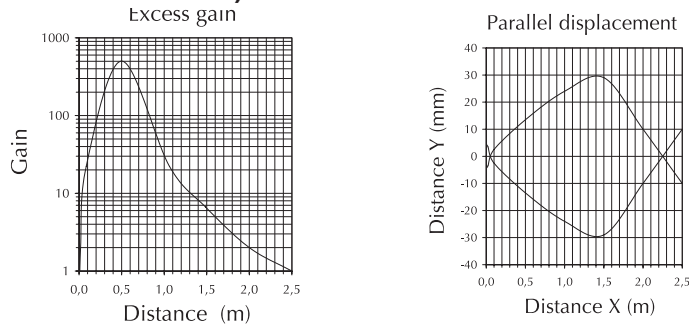 Excess gain
1000
100
10
1
Gain
0,0 0,5 1,0 1,5 2,0 2,5
Distance (m)
Parallel displacement
40
30
20
10
0
-10
-20
-30
-40
Distance Y (mm)
0,0 0,5 1,0 1,5 2,0 2,5
Distance X (m)